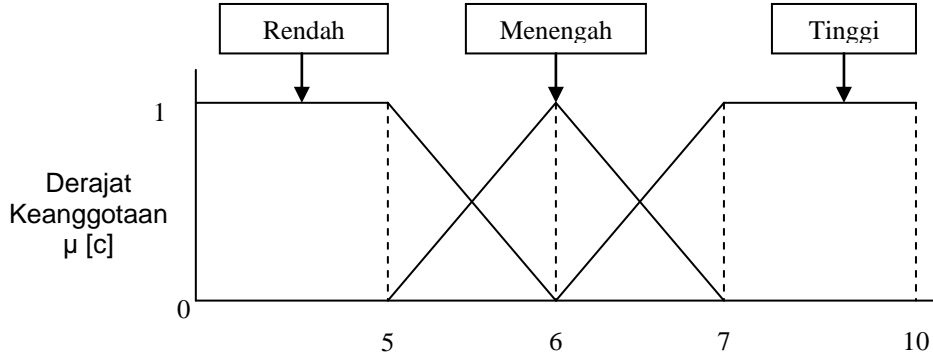 Rendah
Menengah
Tinggi
1
Derajat
Keanggotaan
μ [c]
0
5
6
7
10